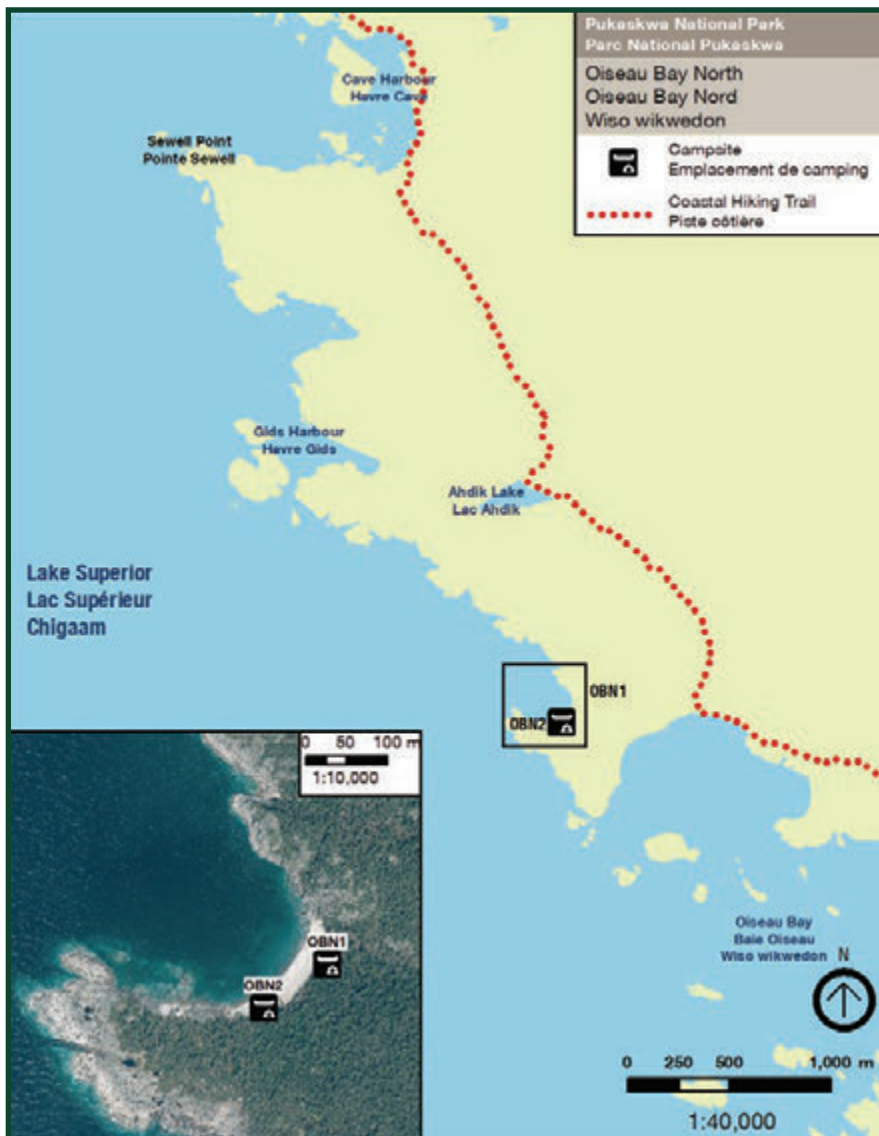 Pukaskwa National Park
Parc National Pukaskwa
Oiseau Bay North
Oiseau Bay Nord
Wiso wikwedon
Campsite
Emplacement de camping
Coastal Hiking Trail
Piste côtière
Cave Harbour
Havre Cave
Sewell Point
Pointe Sewell
Gids Harbour
Havre Gids
Ahdik Lake
Lac Ahdik
Lake Superior
Lac Supérieur
Chigaam
OBN1
OBN2
0 50 100 m
1:10,000
OBN1
OBN2
Oiseau Bay
Baie Oiseau
Wiso wikwedon
N
0 250 500 1,000 m
1:40,000